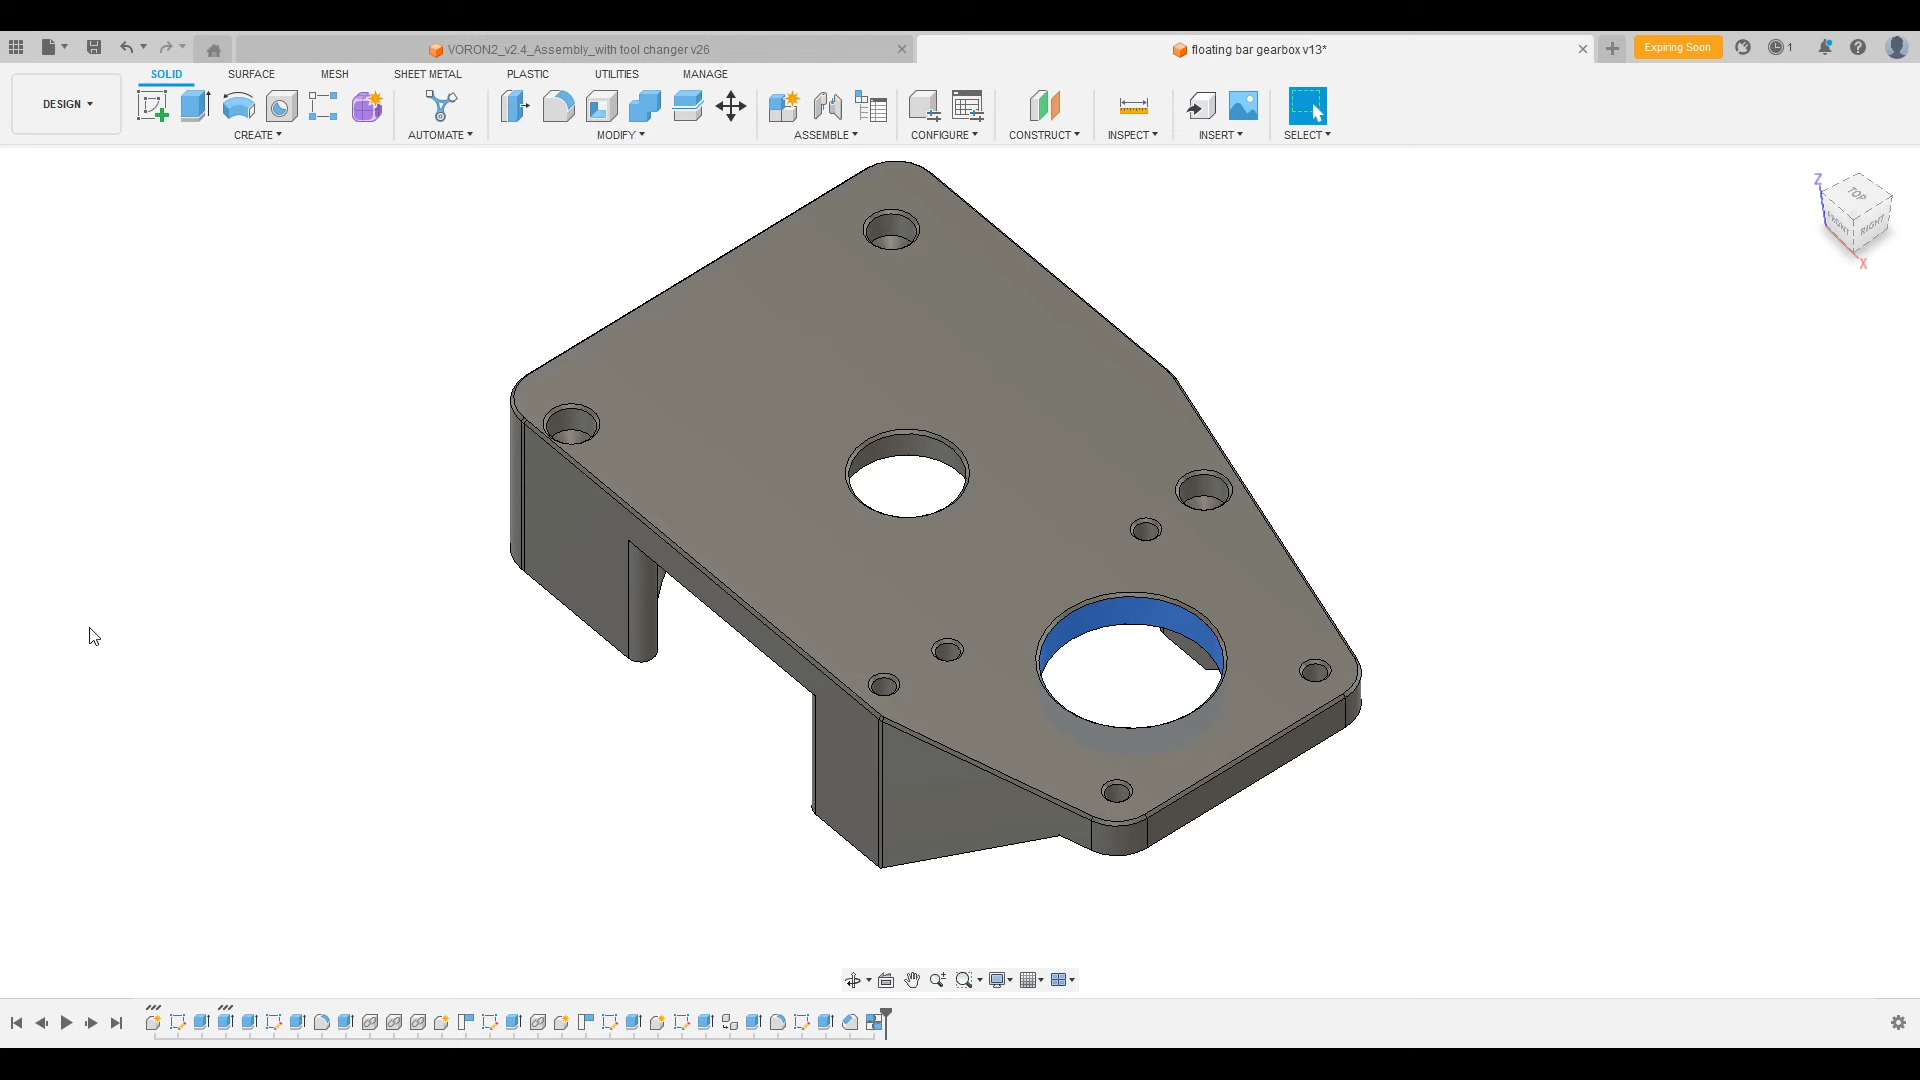 VORON2_v2.4_Assembly_with tool changer v26
floating bar gearbox v13*
Expiring Soon
1
DESIGN
SOLID
SURFACE
MESH
SHEET METAL
PLASTIC
UTILITIES
MANAGE
CREATE
AUTOMATE
MODIFY
ASSEMBLE
CONFIGURE
CONSTRUCT
INSPECT
INSERT
SELECT
Z
TOP
FRONT
RIGHT
X